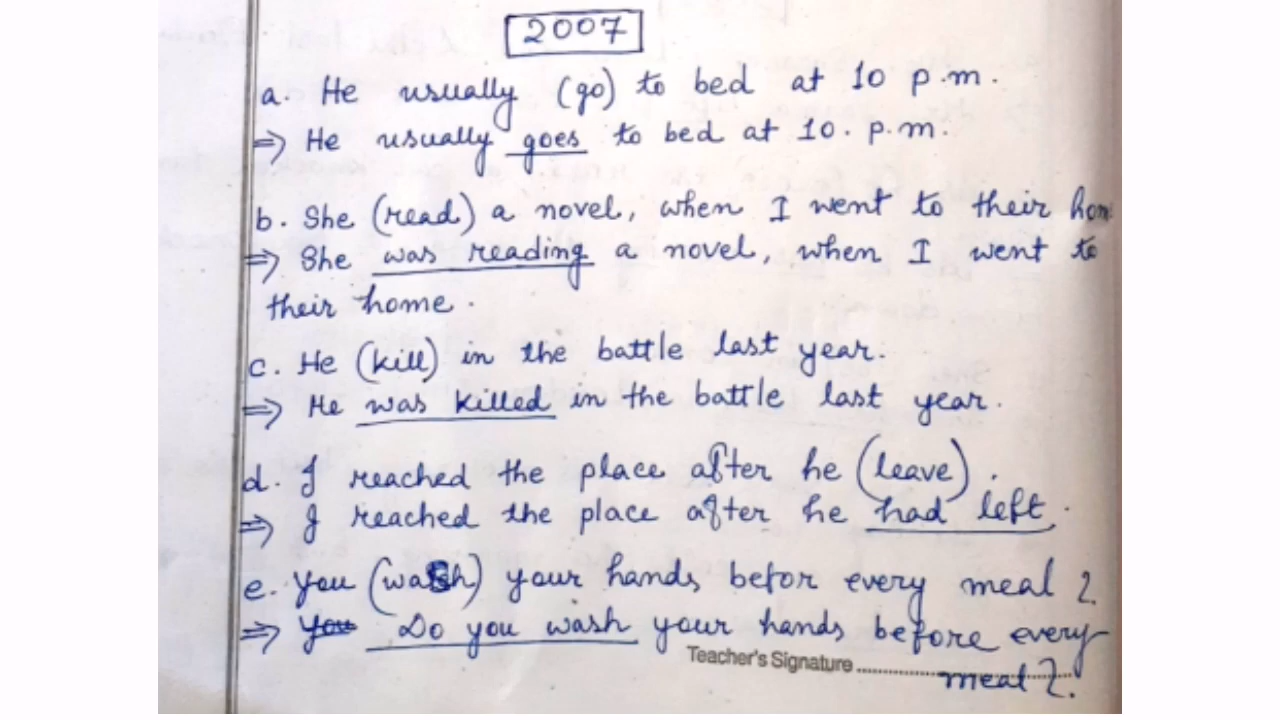 2007
a. He usually (go) to bed at 10 p.m.
⇒ He usually goes to bed at 10. p.m.
b. She (read) a novel, when I went to their hom
⇒ She was reading a novel, when I went to
their home.
c. He (kill) in the battle last year.
⇒ He was killed in the battle last year.
d. I reached the place after he (leave).
⇒ I reached the place after he had left.
e. you (wash) your hands befor every meal ?
⇒ you Do you wash your hands before every
Teacher's Signature
meal ?.